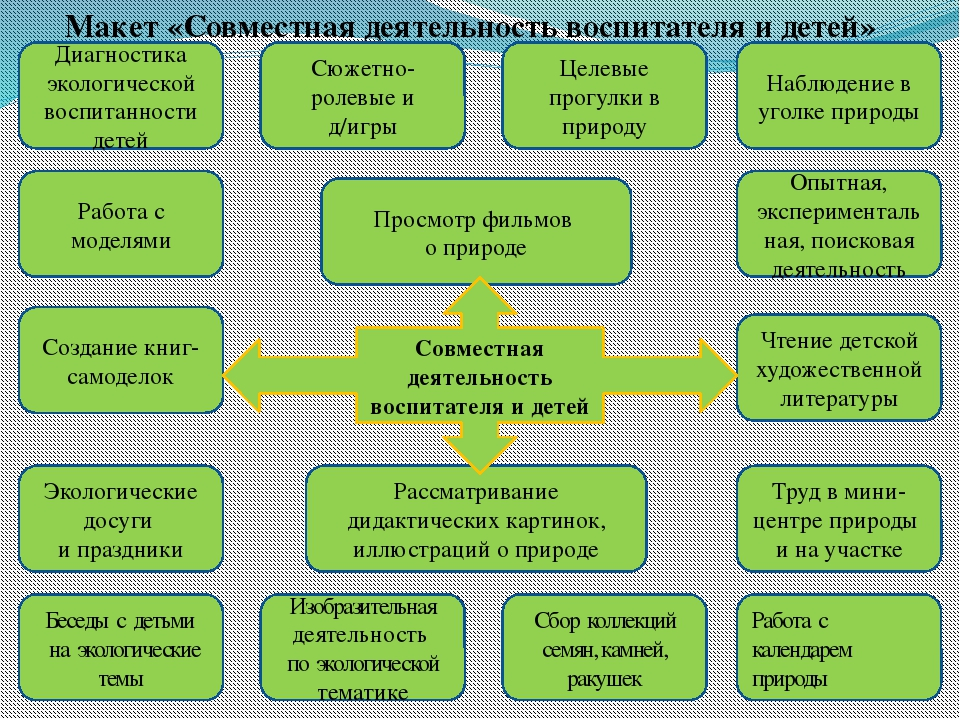 Макет «Совместная деятельность воспитателя и детей»
Диагностика
экологической
воспитанности
детей
Сюжетно-
ролевые и
д/игры
Целевые
прогулки в
природу
Наблюдение в
уголке природы
Работа с
моделями
Просмотр фильмов
о природе
Опытная,
эксперименталь
ная, поисковая
деятельность
Создание книг-
самоделок
Совместная
деятельность
воспитателя и детей
Чтение детской
художественной
литературы
Экологические
досуги
и праздники
Рассматривание
дидактических картинок,
иллюстраций о природе
Труд в мини-
центре природы
и на участке
Беседы с детьми
на экологические
темы
Изобразительная
деятельность
по экологической
тематике
Сбор коллекций
семян, камней,
ракушек
Работа с
календарем
природы